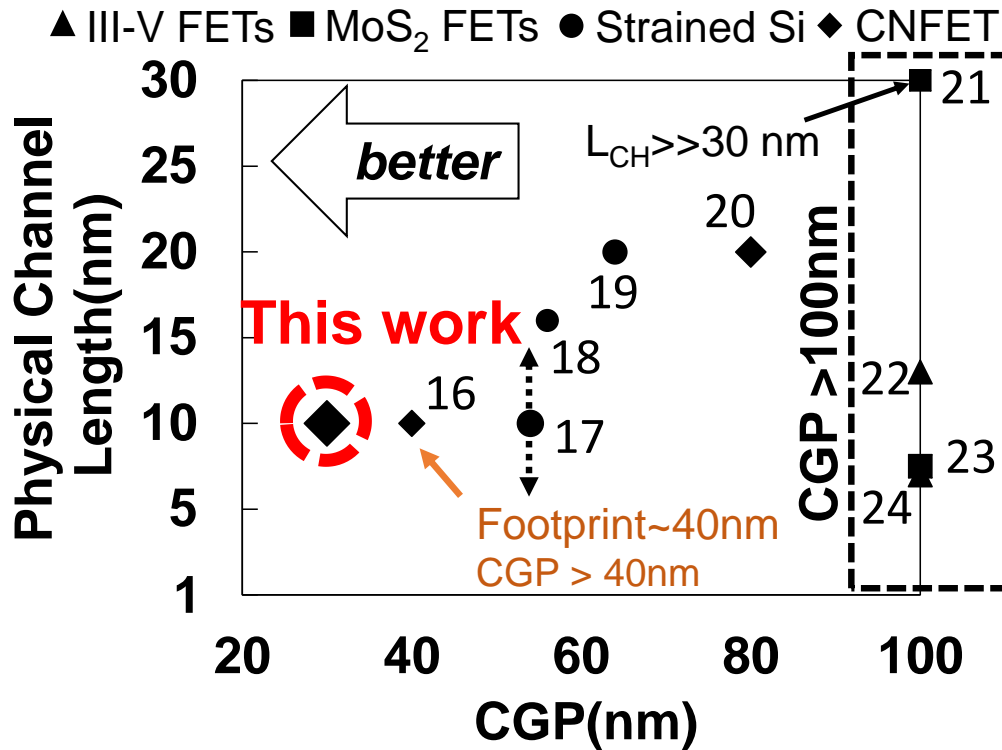 ▲ III-V FETs ■ MoS₂ FETs ● Strained Si ◆ CNFET
Physical Channel
Length(nm)
30
25
20
15
10
5
1
better
L_CH>>30 nm
21
20
19
This work
18
16
17
Footprint~40nm
CGP > 40nm
CGP >100nm
22
23
24
20
40
60
80
100
CGP(nm)